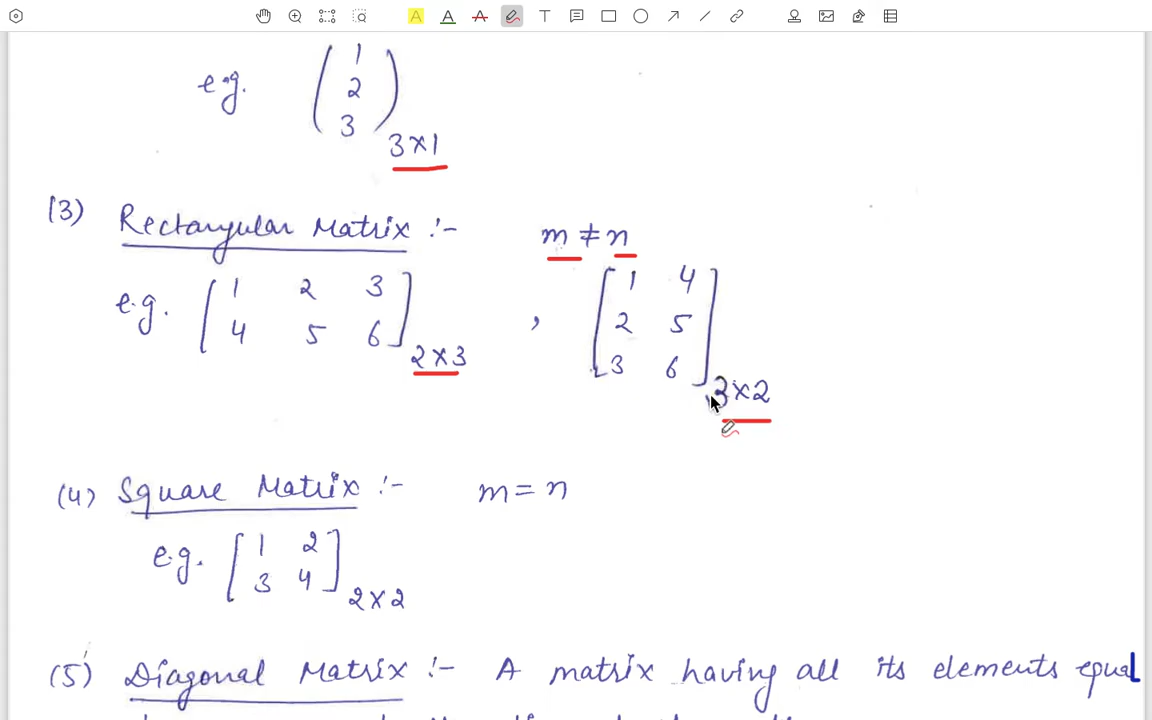 e.g. (1
2
3) 3×1
(3) Rectangular Matrix :- m ≠ n
e.g. [1 2 3
4 5 6] 2×3 , [1 4
2 5
3 6] 3×2
(4) Square Matrix :- m = n
e.g. [1 2
3 4] 2×2
(5) Diagonal Matrix :- A matrix having all its elements equal